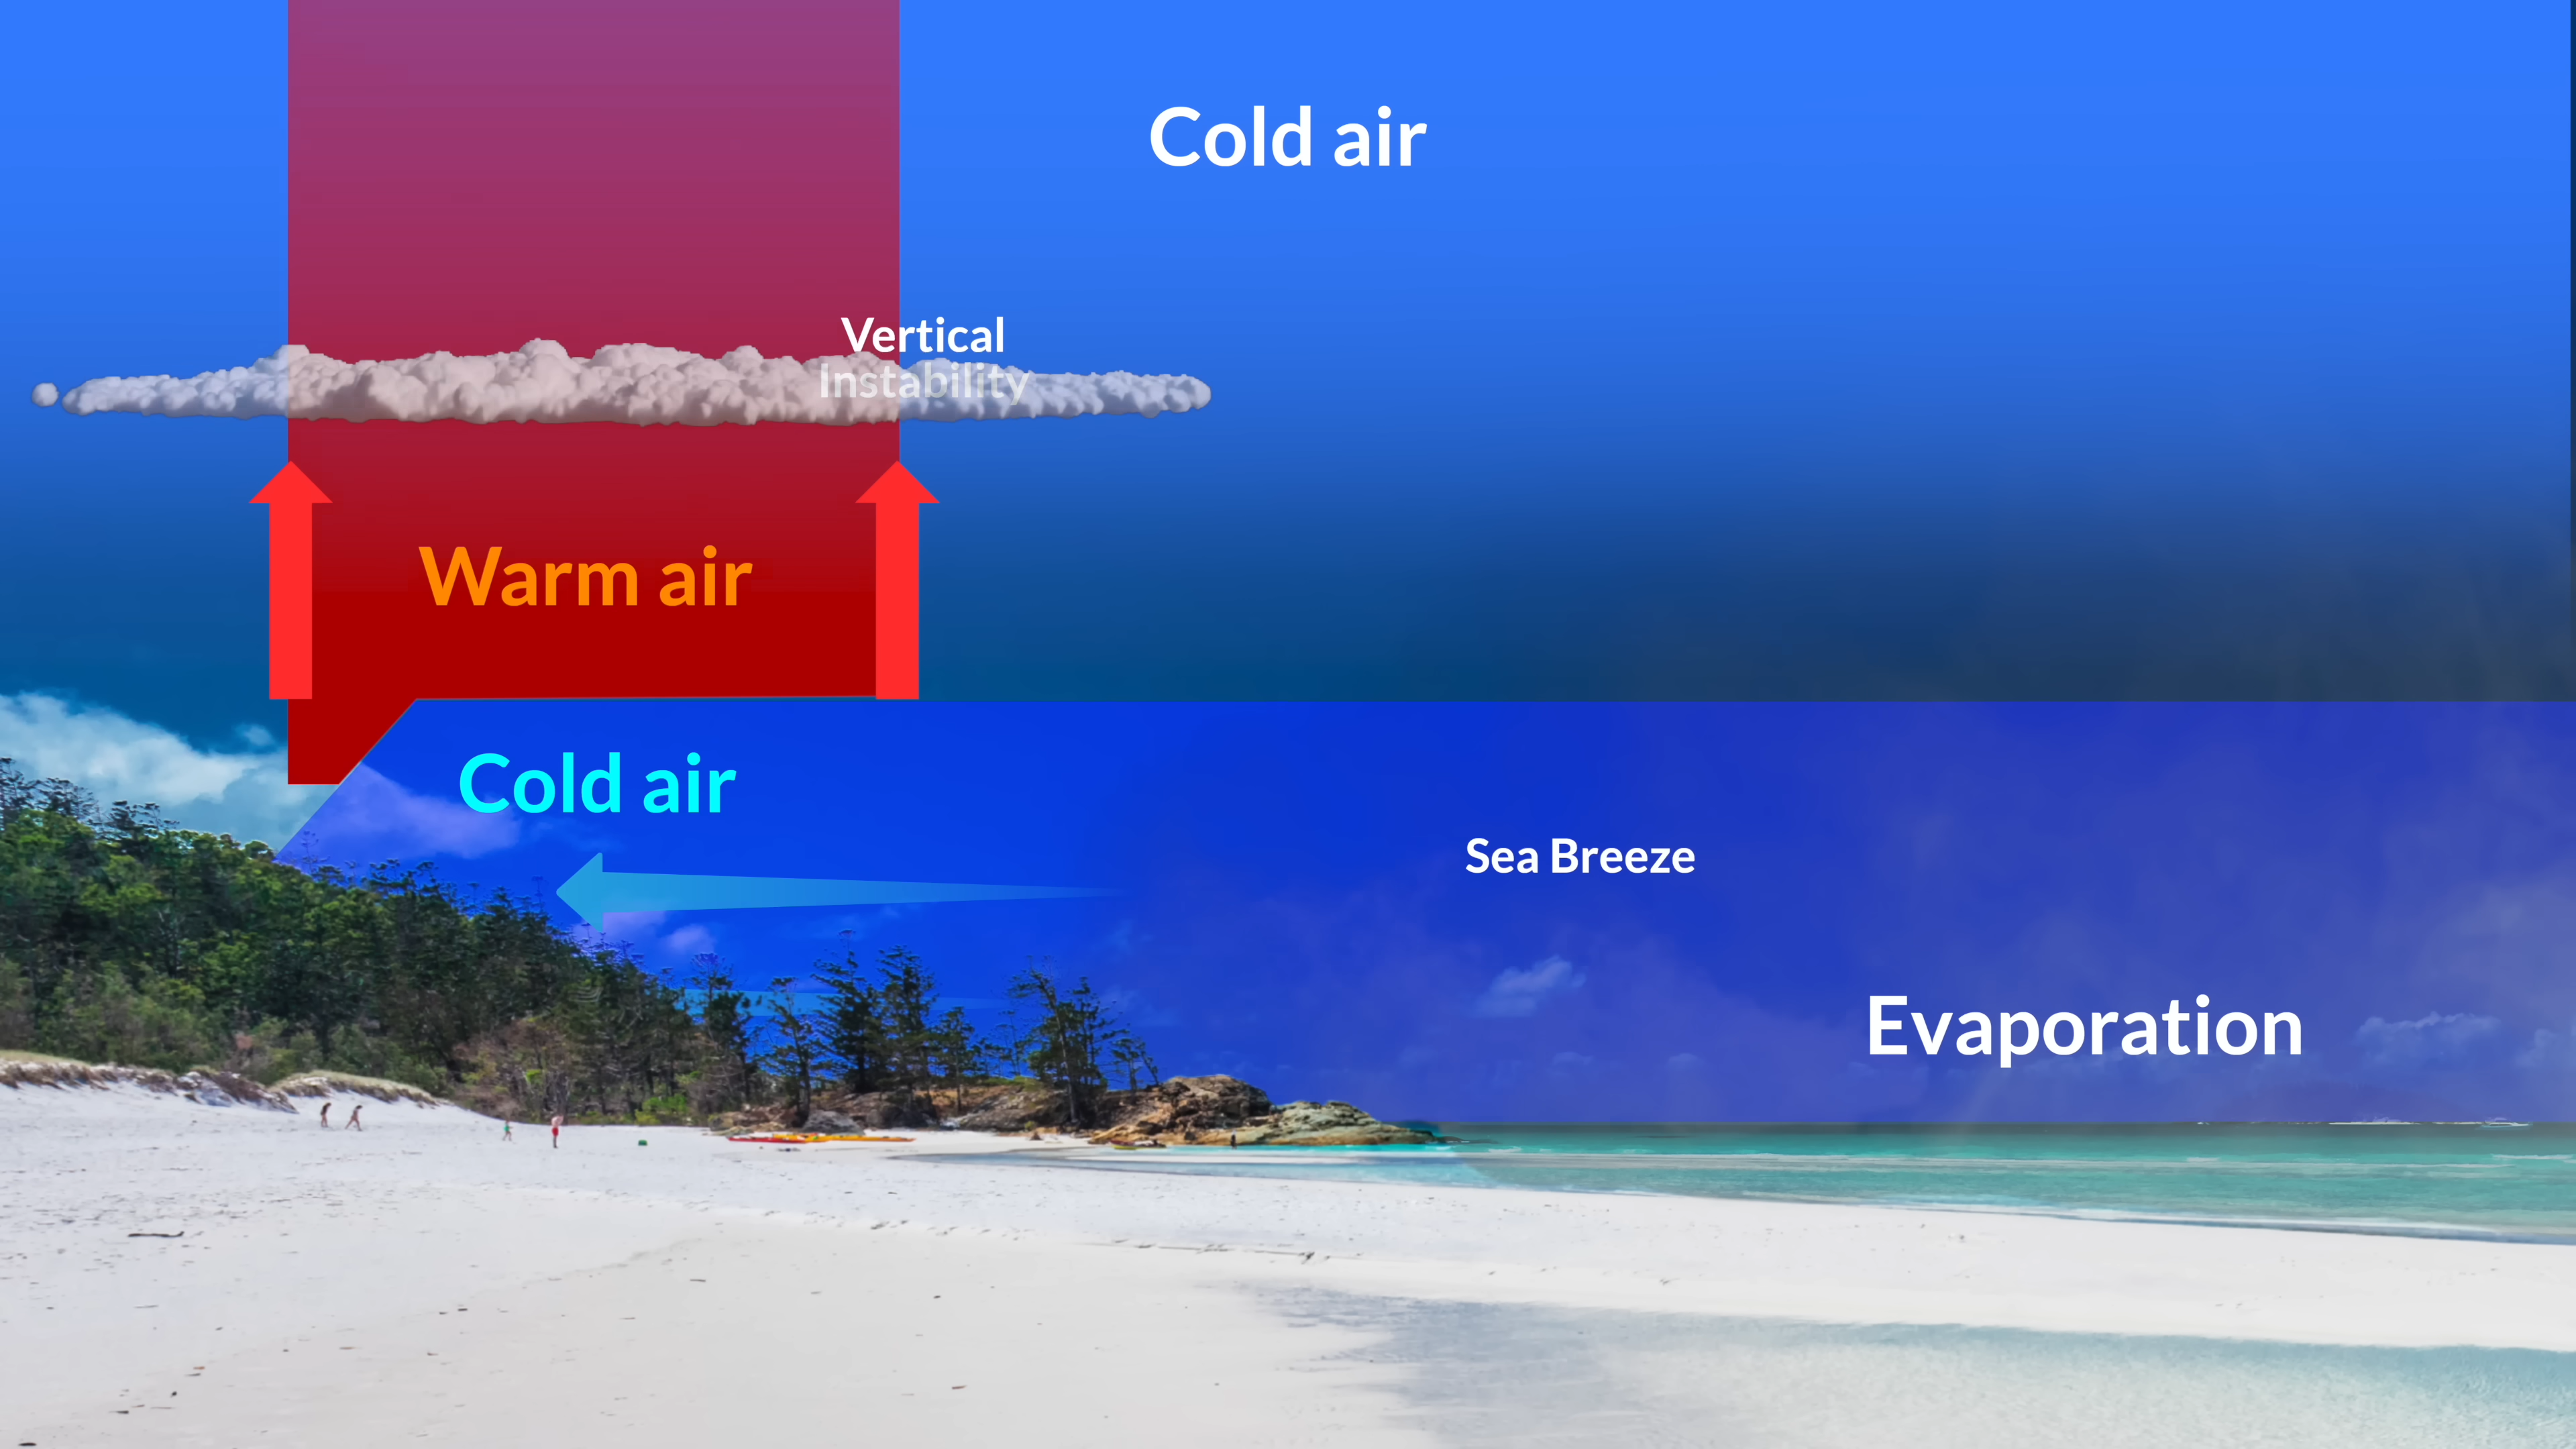 Cold air
Vertical
Instability
Warm air
Cold air
Sea Breeze
Evaporation